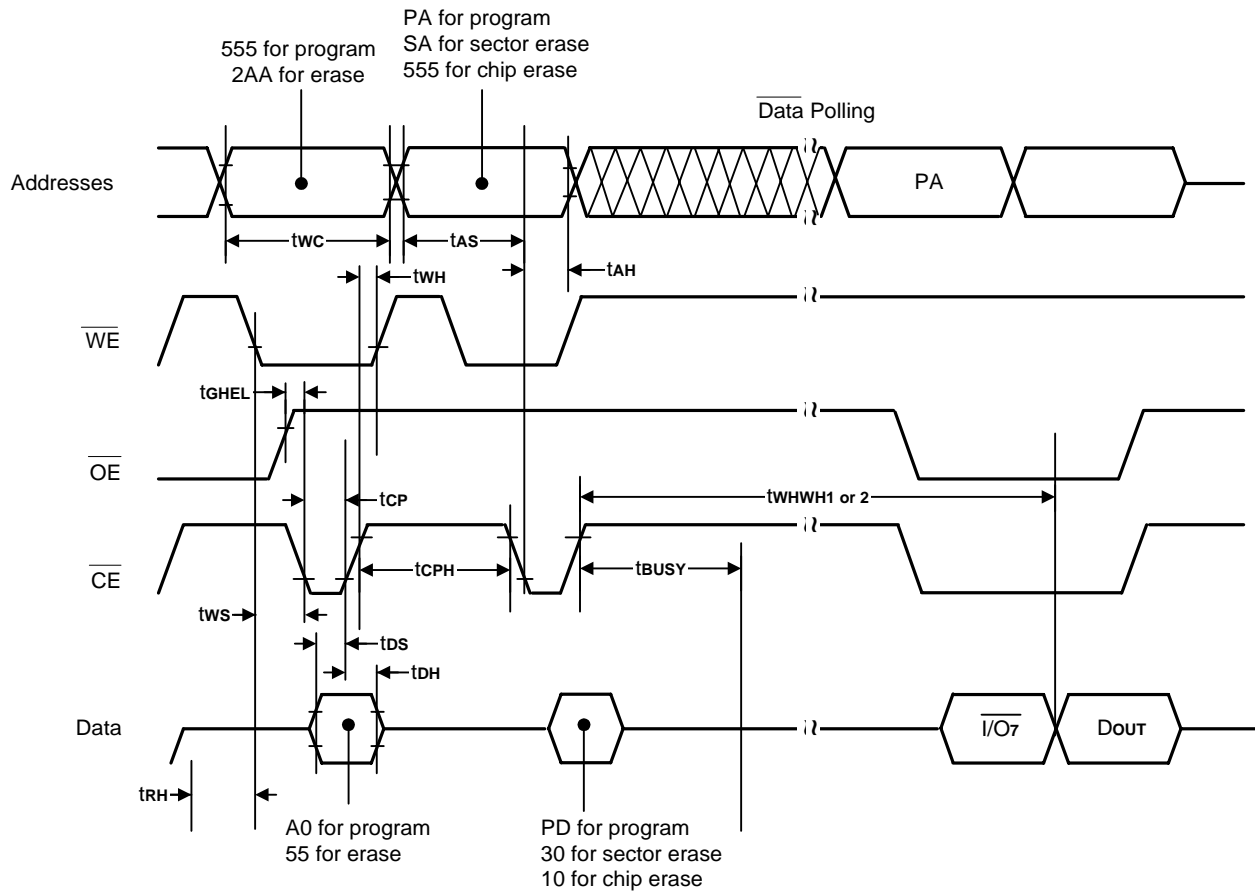 555 for program
2AA for erase
PA for program
SA for sector erase
555 for chip erase
Data Polling
Addresses
PA
tWC
tAS
tWH
tAH
WE
tGHEL
OE
tCP
tWHWH1 or 2
CE
tCPH
tBUSY
tWS
tDS
tDH
Data
I/O7
DOUT
tRH
A0 for program
55 for erase
PD for program
30 for sector erase
10 for chip erase